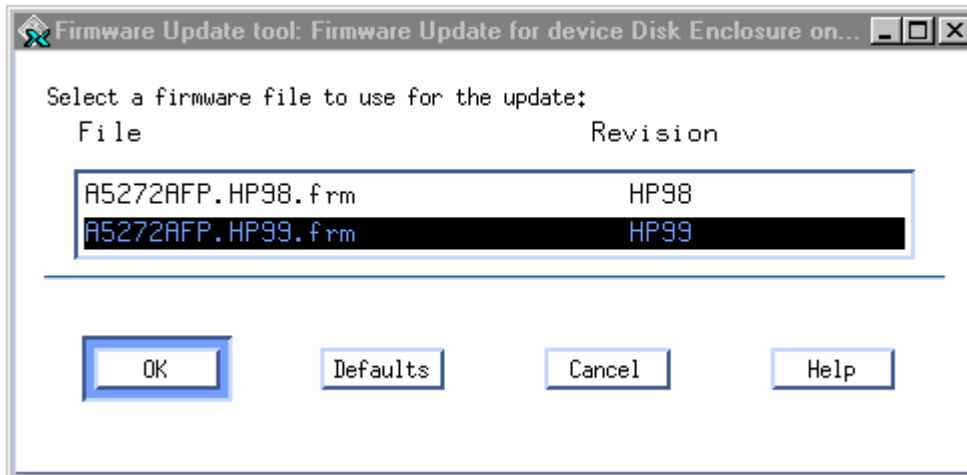 Firmware Update tool: Firmware Update for device Disk Enclosure on...
Select a firmware file to use for the update:
File Revision
A5272AFP.HP98.frm HP98
A5272AFP.HP99.frm HP99
OK Defaults Cancel Help